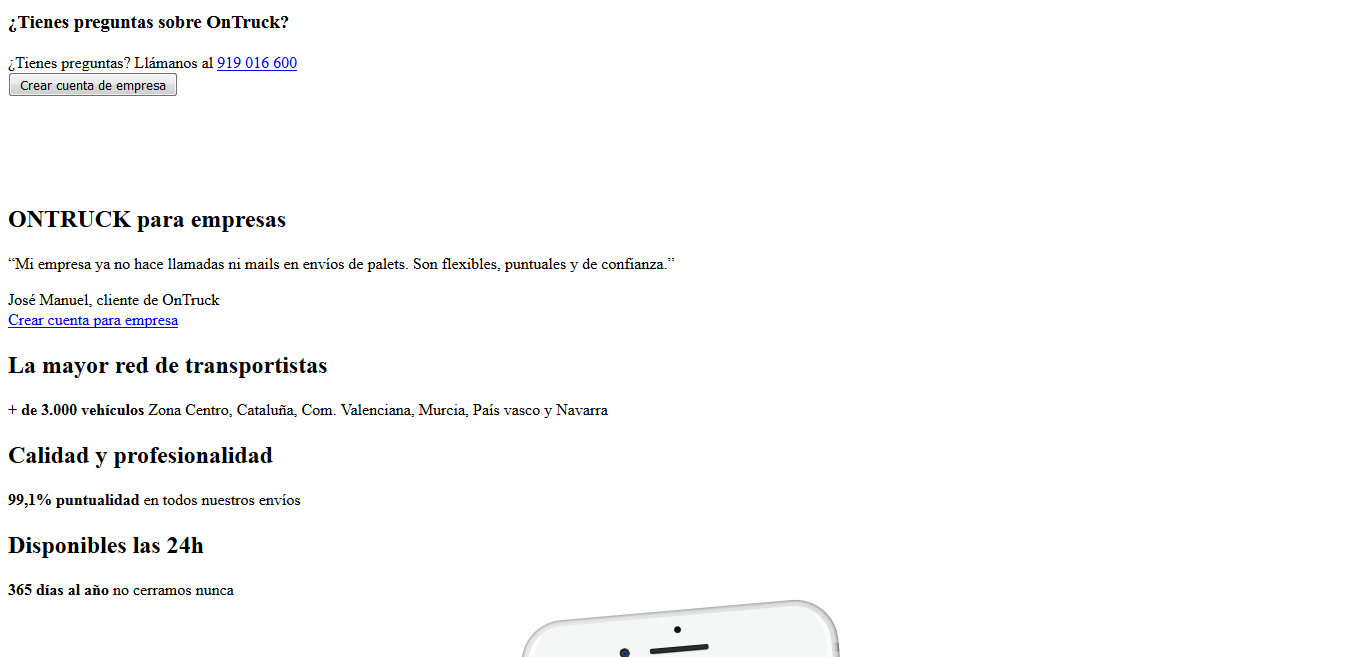 ¿Tienes preguntas sobre OnTruck?
¿Tienes preguntas? Llámanos al 919 016 600
Crear cuenta de empresa
ONTRUCK para empresas
“Mi empresa ya no hace llamadas ni mails en envíos de palets. Son flexibles, puntuales y de confianza.”
José Manuel, cliente de OnTruck
Crear cuenta para empresa
La mayor red de transportistas
+ de 3.000 vehículos Zona Centro, Cataluña, Com. Valenciana, Murcia, País vasco y Navarra
Calidad y profesionalidad
99,1% puntualidad en todos nuestros envíos
Disponibles las 24h
365 días al año no cerramos nunca